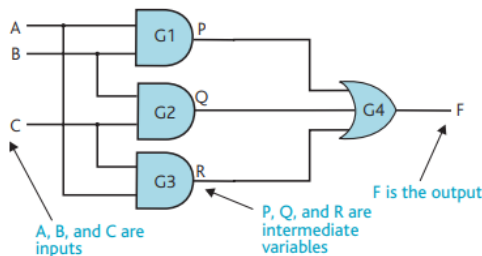 A
B
C
G1
P
G2
Q
G3
R
G4
F
A, B, and C are
inputs
P, Q, and R are
intermediate
variables
F is the output